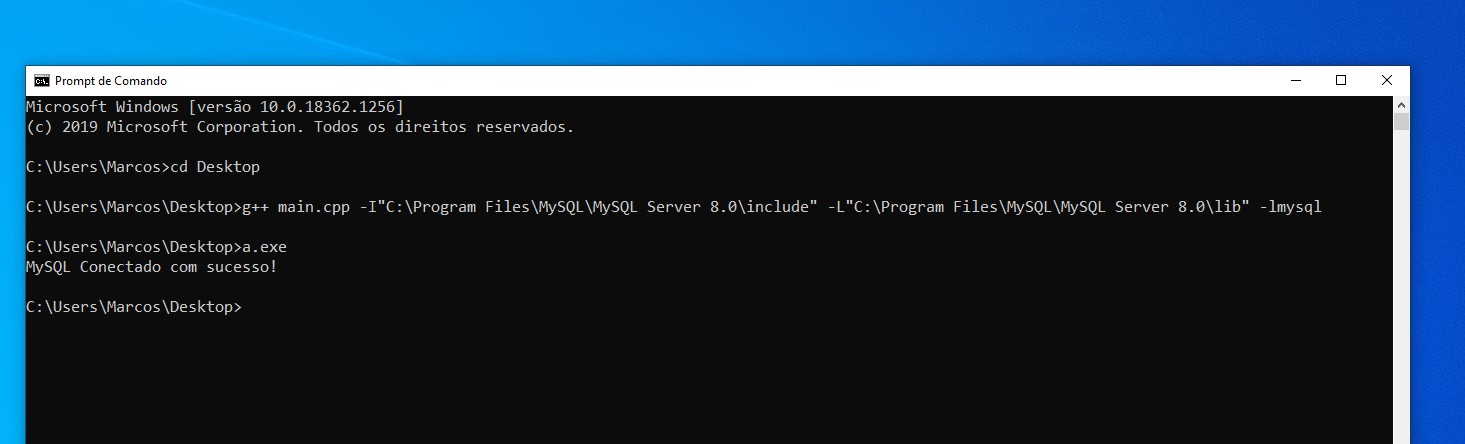 Prompt de Comando
Microsoft Windows [versão 10.0.18362.1256]
(c) 2019 Microsoft Corporation. Todos os direitos reservados.
C:\Users\Marcos>cd Desktop
C:\Users\Marcos\Desktop>g++ main.cpp -I"C:\Program Files\MySQL\MySQL Server 8.0\include" -L"C:\Program Files\MySQL\MySQL Server 8.0\lib" -lmysql
C:\Users\Marcos\Desktop>a.exe
MySQL Conectado com sucesso!
C:\Users\Marcos\Desktop>